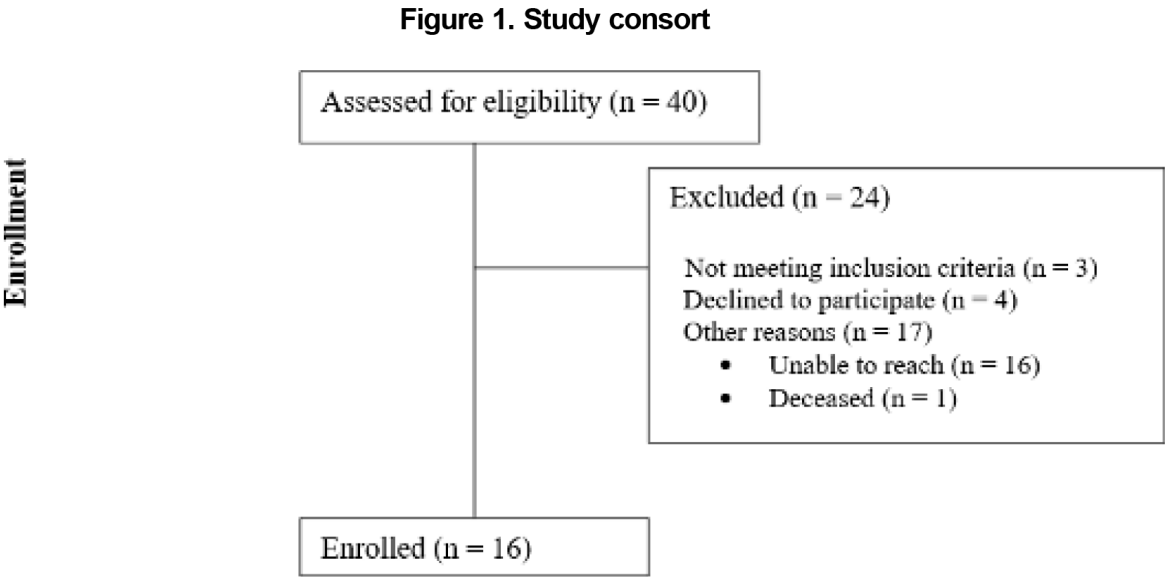 Figure 1. Study consort
Assessed for eligibility (n = 40)
Enrollment
Excluded (n = 24)
Not meeting inclusion criteria (n = 3)
Declined to participate (n = 4)
Other reasons (n = 17)
• Unable to reach (n = 16)
• Deceased (n = 1)
Enrolled (n = 16)